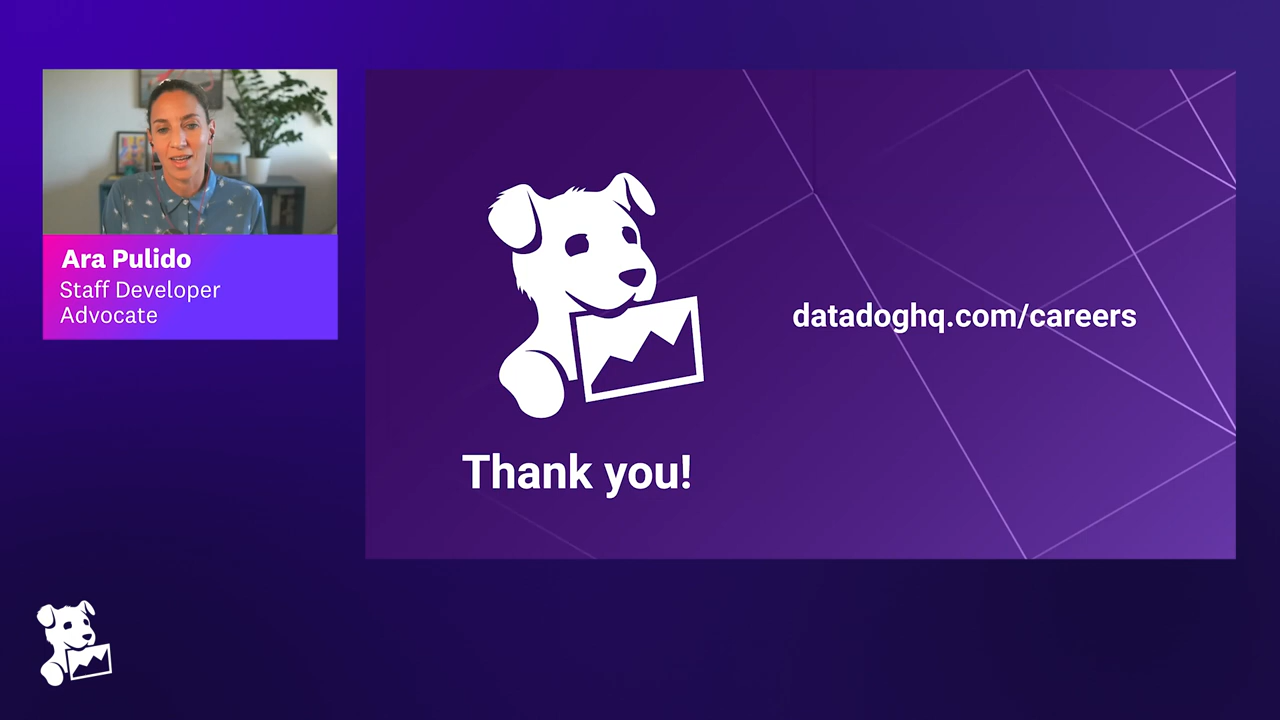 Ara Pulido
Staff Developer
Advocate
datadoghq.com/careers
Thank you!